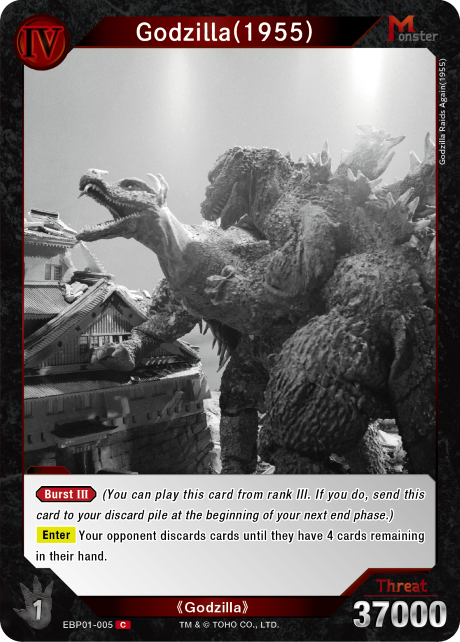 IV
Godzilla(1955)
Monster
Godzilla Raids Again(1955)
Burst III (You can play this card from rank III. If you do, send this
card to your discard pile at the beginning of your next end phase.)
Enter Your opponent discards cards until they have 4 cards remaining
in their hand.
Threat
1
EBP01-005 C
《Godzilla》
TM & © TOHO CO., LTD.
37000